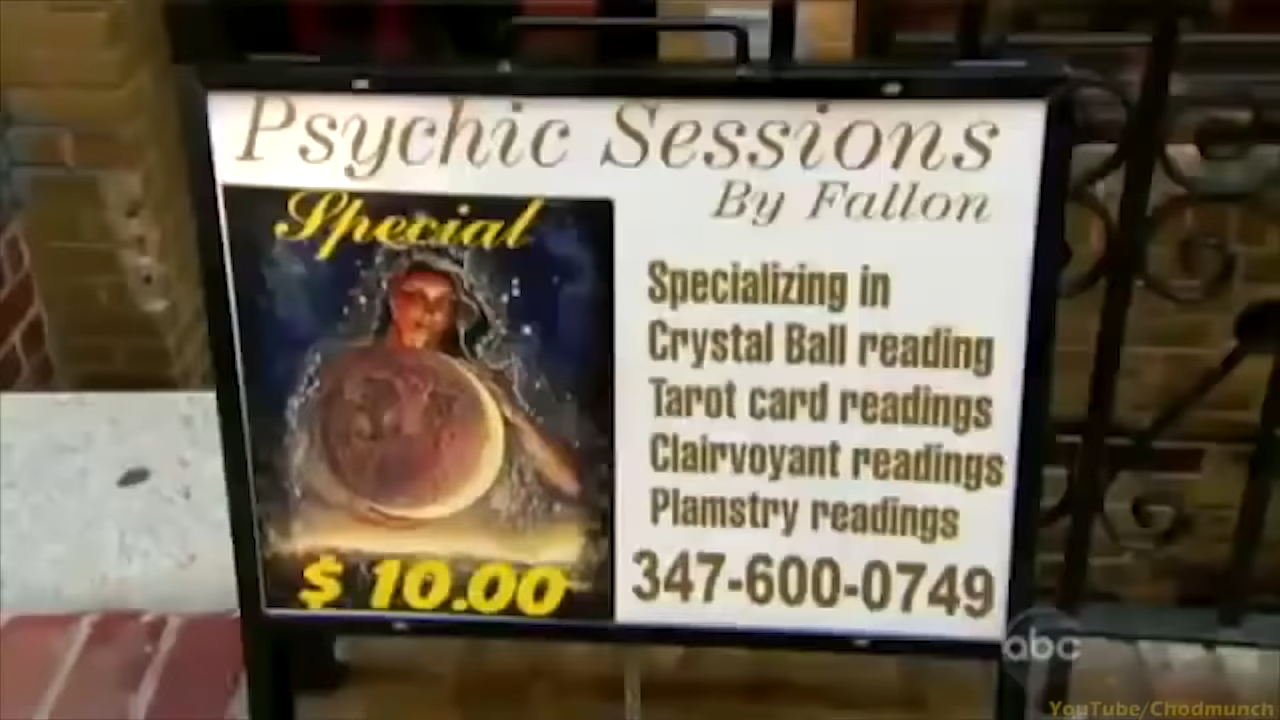 Psychic Sessions
By Fallon
Special
$ 10.00
Specializing in
Crystal Ball reading
Tarot card readings
Clairvoyant readings
Plamstry readings
347-600-0749
abc
YouTube/Chodmunch